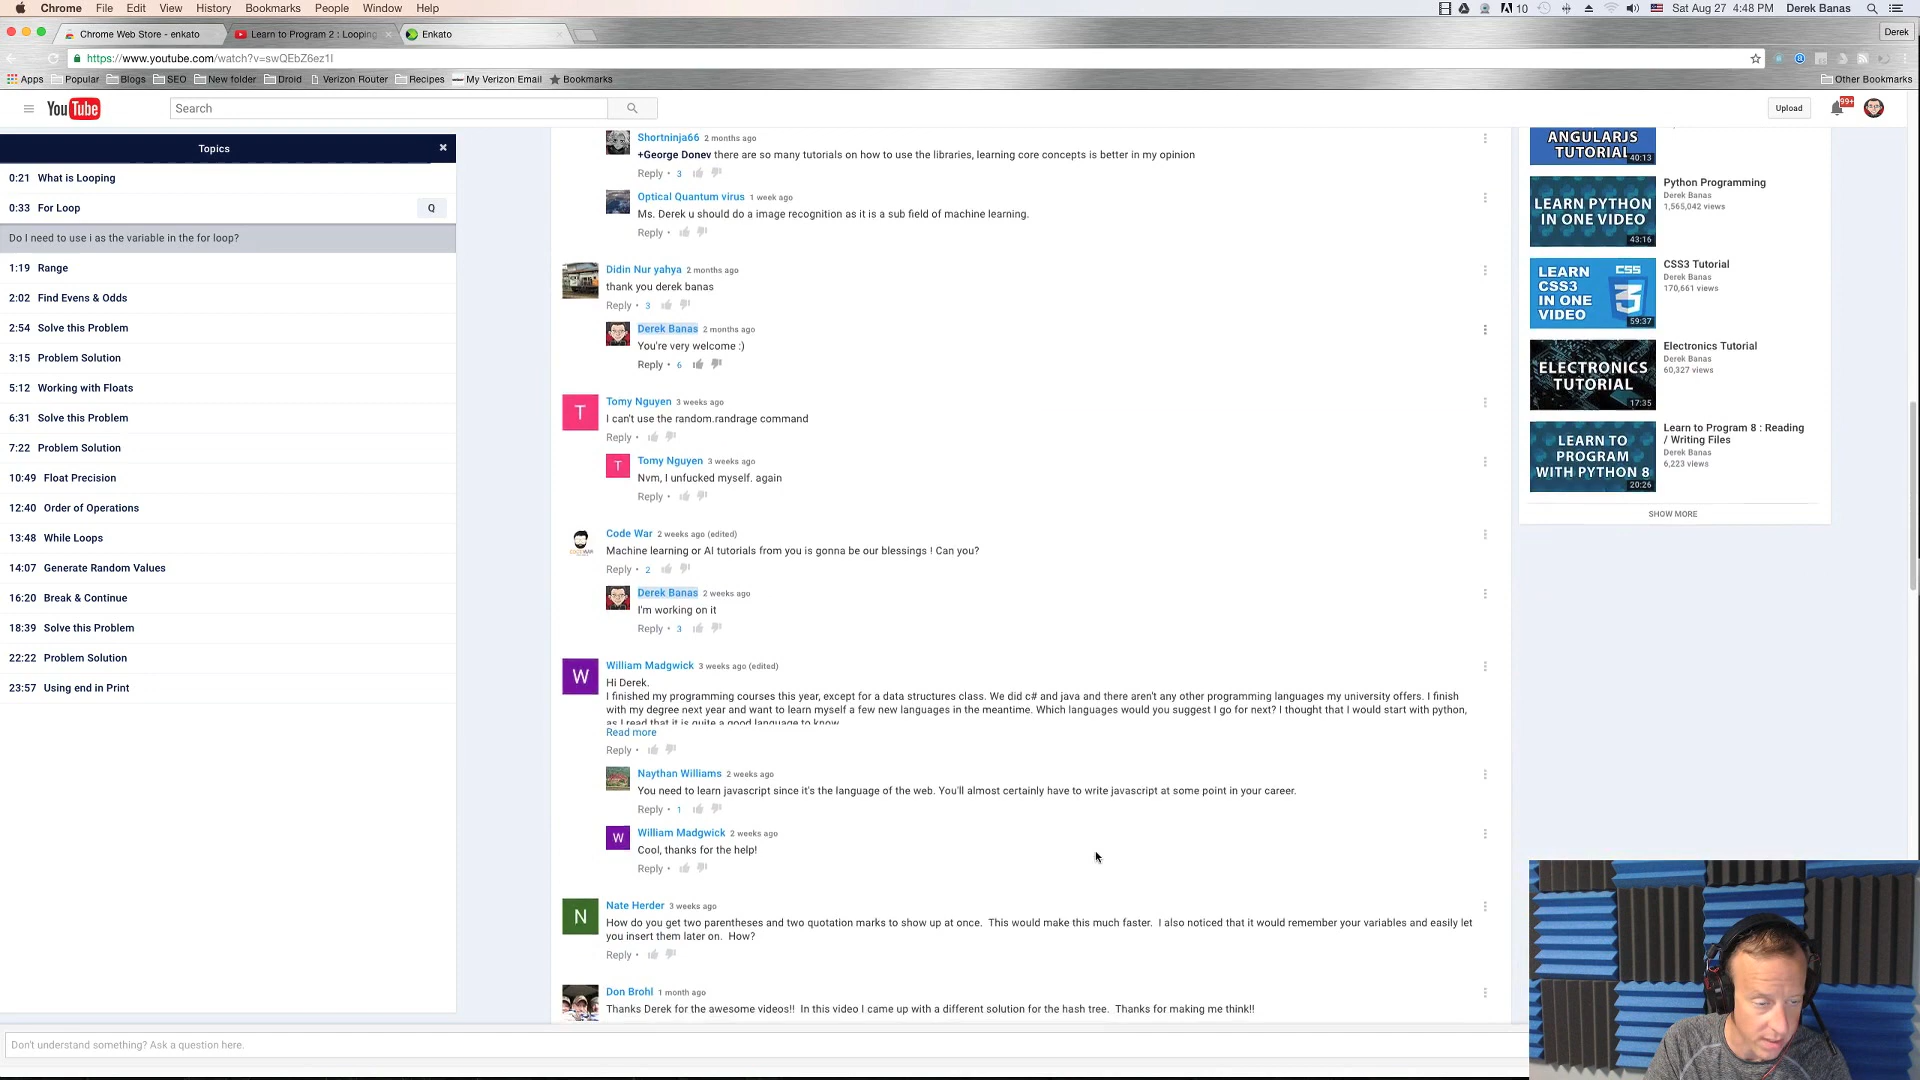 Chrome File Edit View History Bookmarks People Window Help
10 Sat Aug 27 4:48 PM Derek Banas
Chrome Web Store - enkato
Learn to Program 2 : Looping
Enkato
Derek
https://www.youtube.com/watch?v=swQEbZ6ez1I
Apps Popular Blogs SEO New folder Droid Verizon Router Recipes My Verizon Email Bookmarks
Other Bookmarks
YouTube
Search
Upload
99+
Topics
0:21 What is Looping
0:33 For Loop
Q
Do I need to use i as the variable in the for loop?
1:19 Range
2:02 Find Evens & Odds
2:54 Solve this Problem
3:15 Problem Solution
5:12 Working with Floats
6:31 Solve this Problem
7:22 Problem Solution
10:49 Float Precision
12:40 Order of Operations
13:48 While Loops
14:07 Generate Random Values
16:20 Break & Continue
18:39 Solve this Problem
22:22 Problem Solution
23:57 Using end in Print
Shortninja66 2 months ago
+George Donev there are so many tutorials on how to use the libraries, learning core concepts is better in my opinion
Reply • 3
Optical Quantum virus 1 week ago
Ms. Derek u should do a image recognition as it is a sub field of machine learning.
Reply •
Didin Nur yahya 2 months ago
thank you derek banas
Reply • 3
Derek Banas 2 months ago
You're very welcome :)
Reply • 6
T
Tomy Nguyen 3 weeks ago
I can't use the random.randrage command
Reply •
T
Tomy Nguyen 3 weeks ago
Nvm, I unfucked myself. again
Reply •
Code War 2 weeks ago (edited)
Machine learning or AI tutorials from you is gonna be our blessings ! Can you?
Reply • 2
Derek Banas 2 weeks ago
I'm working on it
Reply • 3
W
William Madgwick 3 weeks ago (edited)
Hi Derek.
I finished my programming courses this year, except for a data structures class. We did c# and java and there aren't any other programming languages my university offers. I finish
with my degree next year and want to learn myself a few new languages in the meantime. Which languages would you suggest I go for next? I thought that I would start with python,
as I read that it is quite a good language to know
Read more
Reply •
Naythan Williams 2 weeks ago
You need to learn javascript since it's the language of the web. You'll almost certainly have to write javascript at some point in your career.
Reply • 1
W
William Madgwick 2 weeks ago
Cool, thanks for the help!
Reply •
N
Nate Herder 3 weeks ago
How do you get two parentheses and two quotation marks to show up at once. This would make this much faster. I also noticed that it would remember your variables and easily let
you insert them later on. How?
Reply •
Don Brohl 1 month ago
Thanks Derek for the awesome videos!! In this video I came up with a different solution for the hash tree. Thanks for making me think!!
Don't understand something? Ask a question here.
ANGULARJS
TUTORIAL
40:13
LEARN PYTHON
IN ONE VIDEO
43:16
Python Programming
Derek Banas
1,565,042 views
LEARN
CSS3
IN ONE
VIDEO
CSS
3
59:37
CSS3 Tutorial
Derek Banas
170,661 views
ELECTRONICS
TUTORIAL
17:35
Electronics Tutorial
Derek Banas
60,327 views
LEARN TO
PROGRAM
WITH PYTHON 8
20:26
Learn to Program 8 : Reading
/ Writing Files
Derek Banas
6,223 views
SHOW MORE